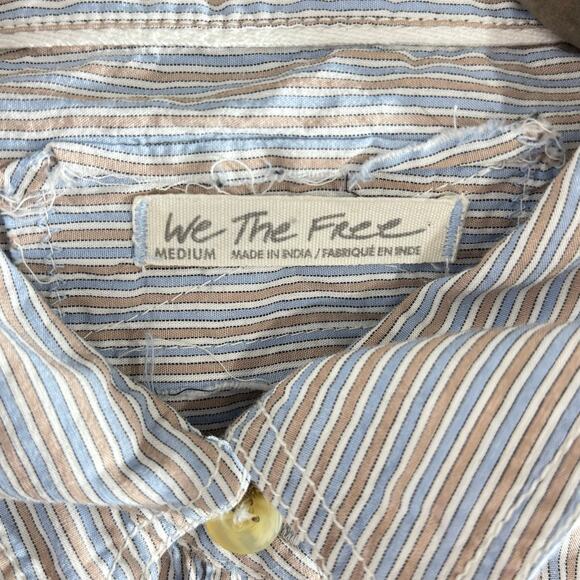 We The Free
MEDIUM MADE IN INDIA / FABRIQUÉ EN INDE